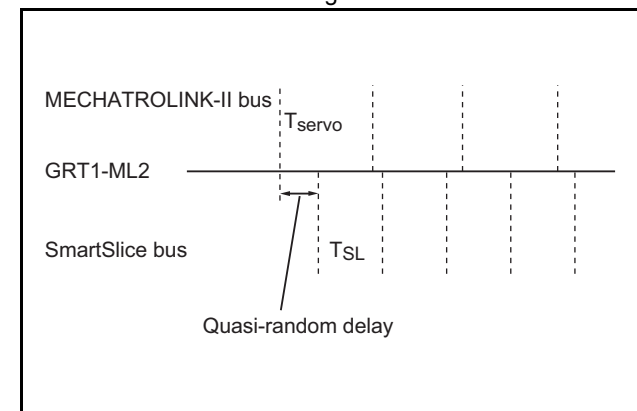 MECHATROLINK-II bus
Tservo
GRT1-ML2
SmartSlice bus
TSL
Quasi-random delay